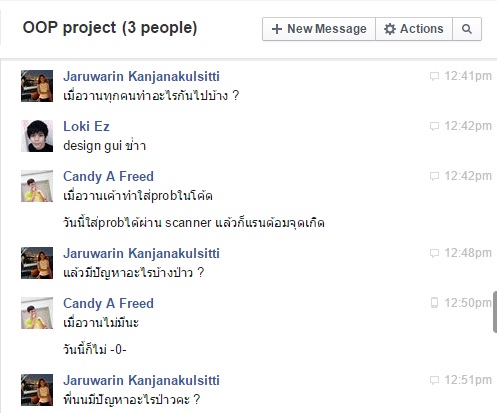 OOP project (3 people)
New Message
Actions
Jaruwarin Kanjanakulsitti
12:41pm
เมื่อวานทุกคนทำอะไรกันไปบ้าง ?
Loki Ez
12:42pm
design gui ข่ำา
Candy A Freed
12:42pm
เมื่อวานเค้าทำใส่probในโค้ด
วันนี้ใส่probได้ผ่าน scanner แล้วก็แรนด้อมจุดเกิด
Jaruwarin Kanjanakulsitti
12:48pm
แล้วมีปัญหาอะไรบ้างป่าว ?
Candy A Freed
12:50pm
เมื่อวานไม่มีนะ
วันนี้ก็ไม่ -0-
Jaruwarin Kanjanakulsitti
12:51pm
พี่นนมีปัญหาอะไรป่าวคะ ?